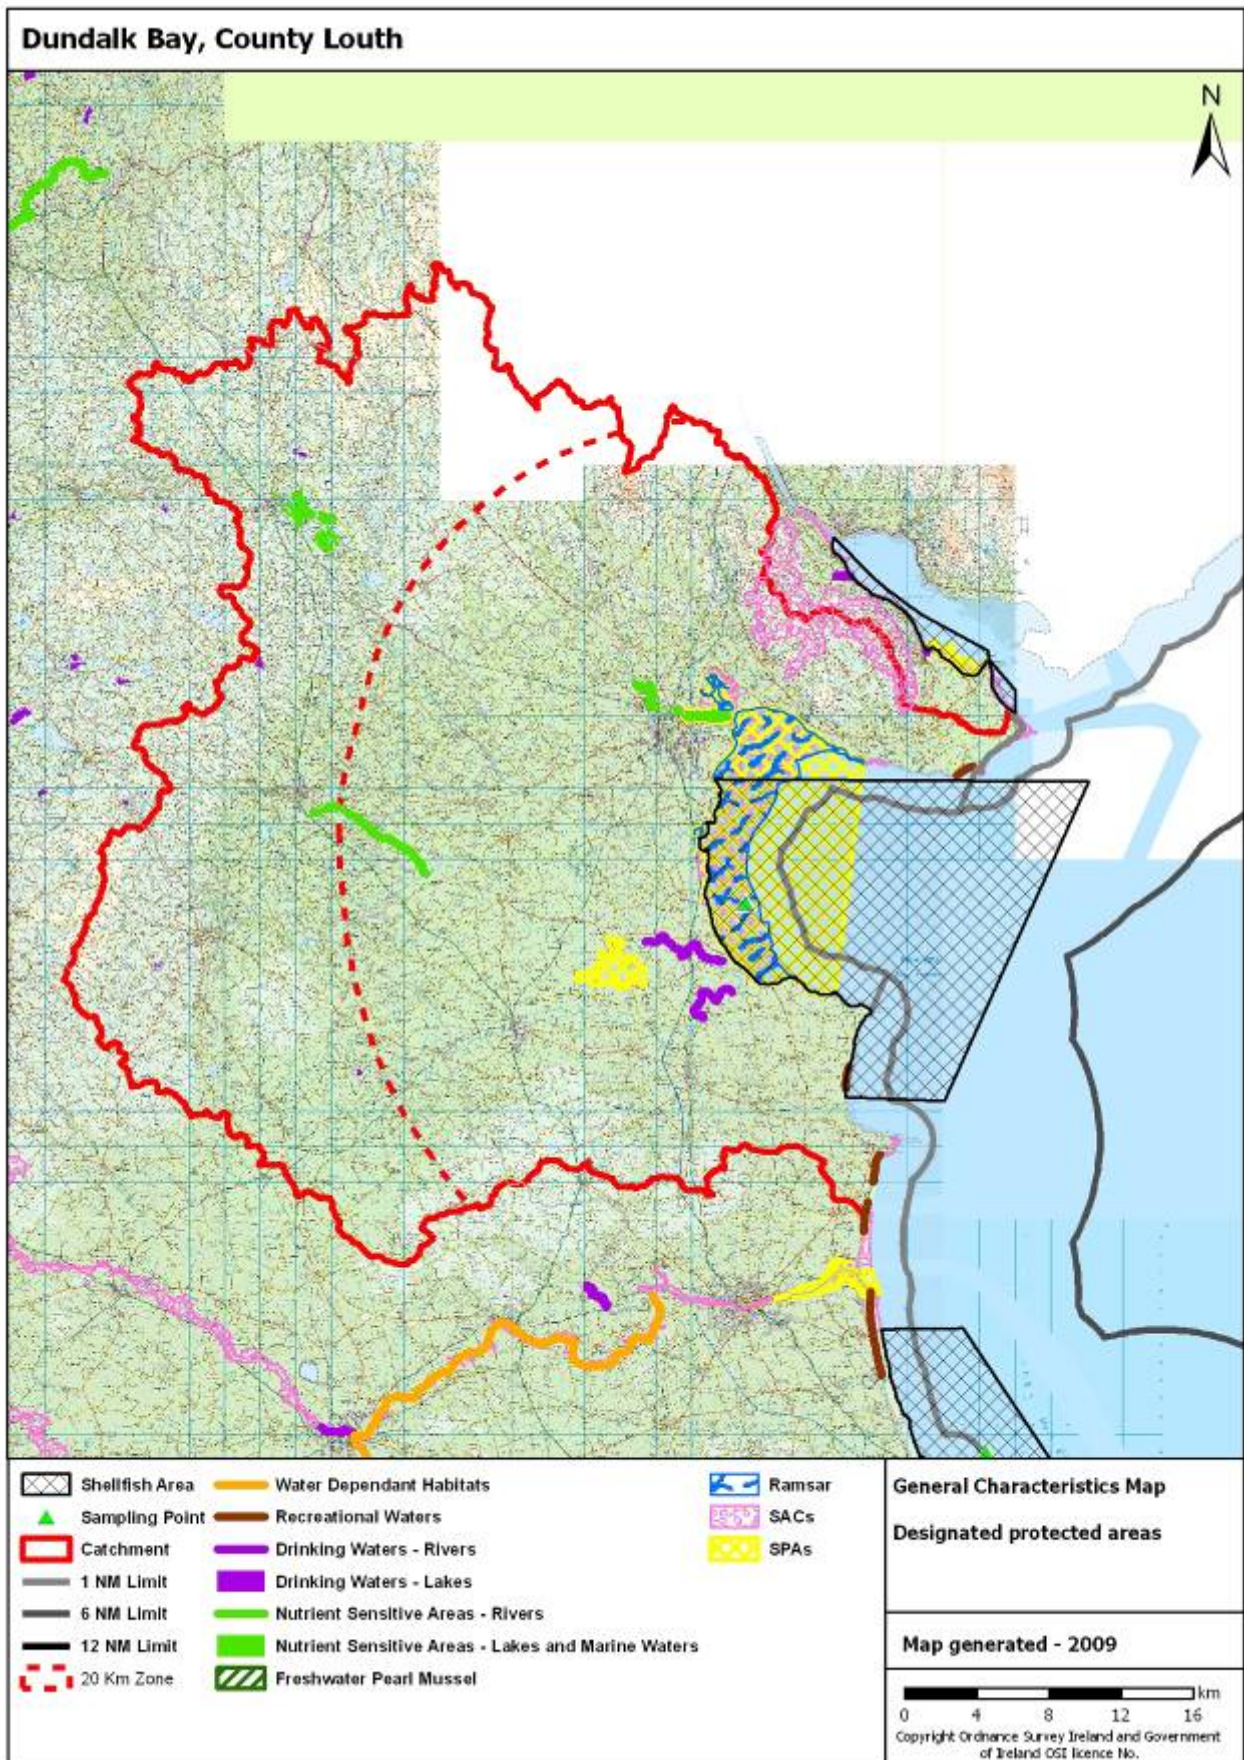 Dundalk Bay, County Louth
N
Shellfish Area
Sampling Point
Catchment
1 NM Limit
6 NM Limit
12 NM Limit
20 Km Zone
Water Dependant Habitats
Recreational Waters
Drinking Waters - Rivers
Drinking Waters - Lakes
Nutrient Sensitive Areas - Rivers
Nutrient Sensitive Areas - Lakes and Marine Waters
Freshwater Pearl Mussel
Ramsar
SACs
SPAs
General Characteristics Map
Designated protected areas
Map generated - 2009
km
0 4 8 12 16
Copyright Ordnance Survey Ireland and Government
of Ireland OSI licence No.